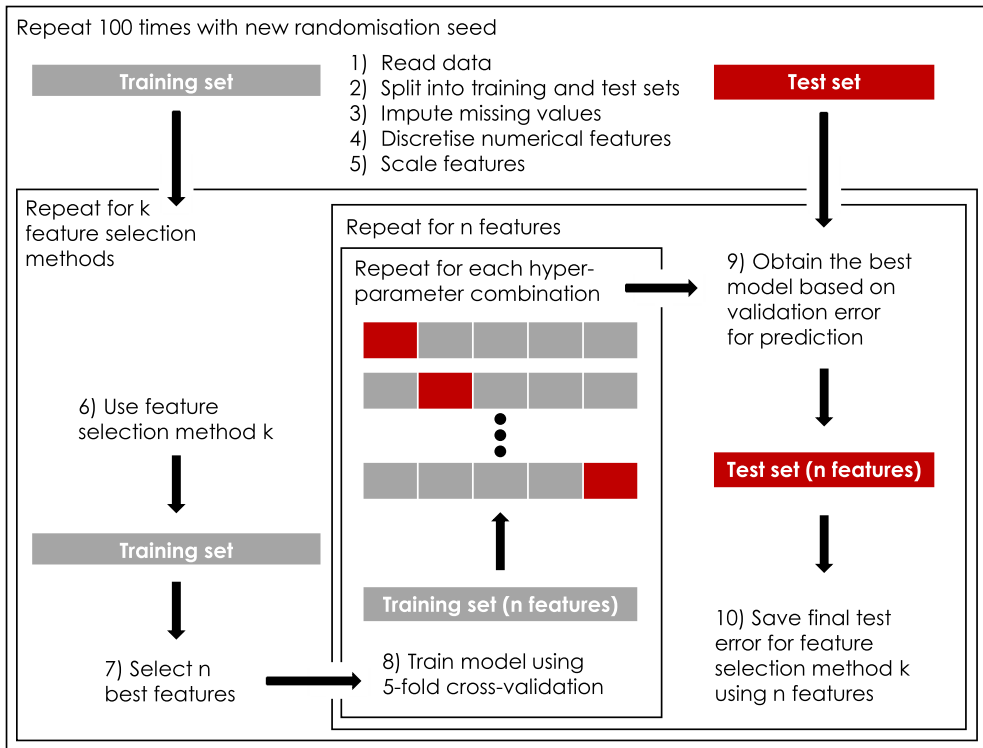 Repeat 100 times with new randomisation seed
Training set
1) Read data
2) Split into training and test sets
3) Impute missing values
4) Discretise numerical features
5) Scale features
Test set
Repeat for k
feature selection
methods
6) Use feature
selection method k
Training set
7) Select n
best features
Repeat for n features
Repeat for each hyper-
parameter combination
Training set (n features)
8) Train model using
5-fold cross-validation
9) Obtain the best
model based on
validation error
for prediction
Test set (n features)
10) Save final test
error for feature
selection method k
using n features